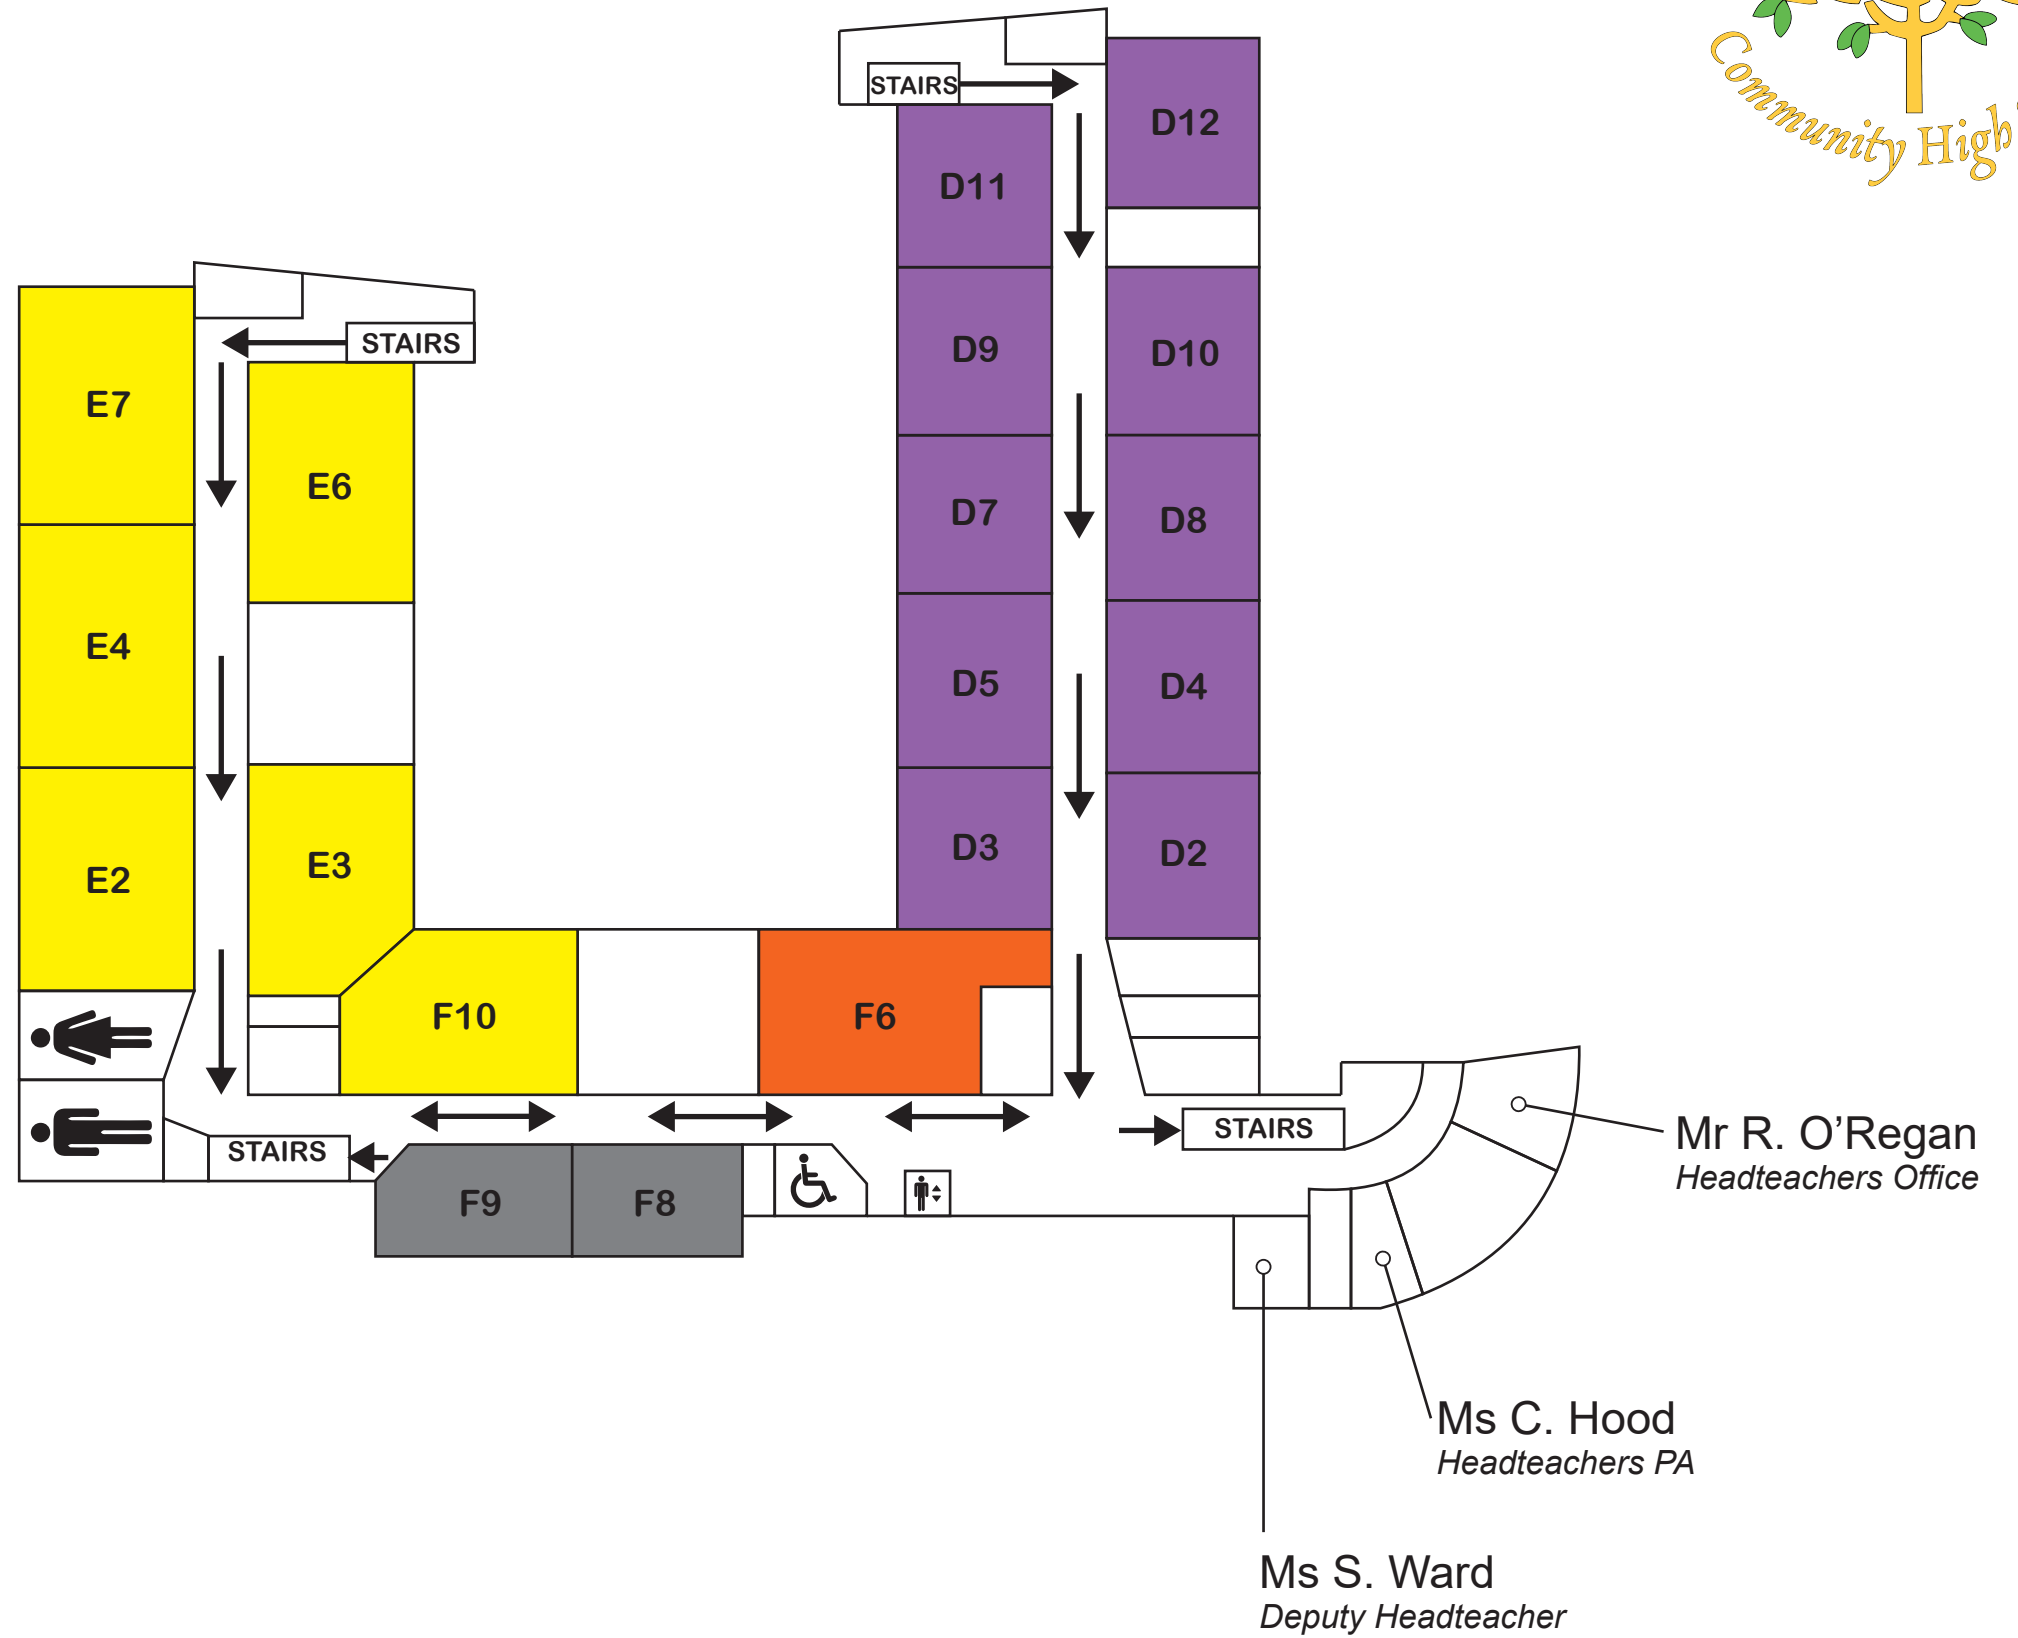 Community High
STAIRS
D12
D11
STAIRS
D9
D10
E7
E6
D7
D8
E4
D5
D4
E2
E3
D3
D2
F10
F6
STAIRS
STAIRS
F9
F8
Mr R. O'Regan
Headteachers Office
Ms C. Hood
Headteachers PA
Ms S. Ward
Deputy Headteacher